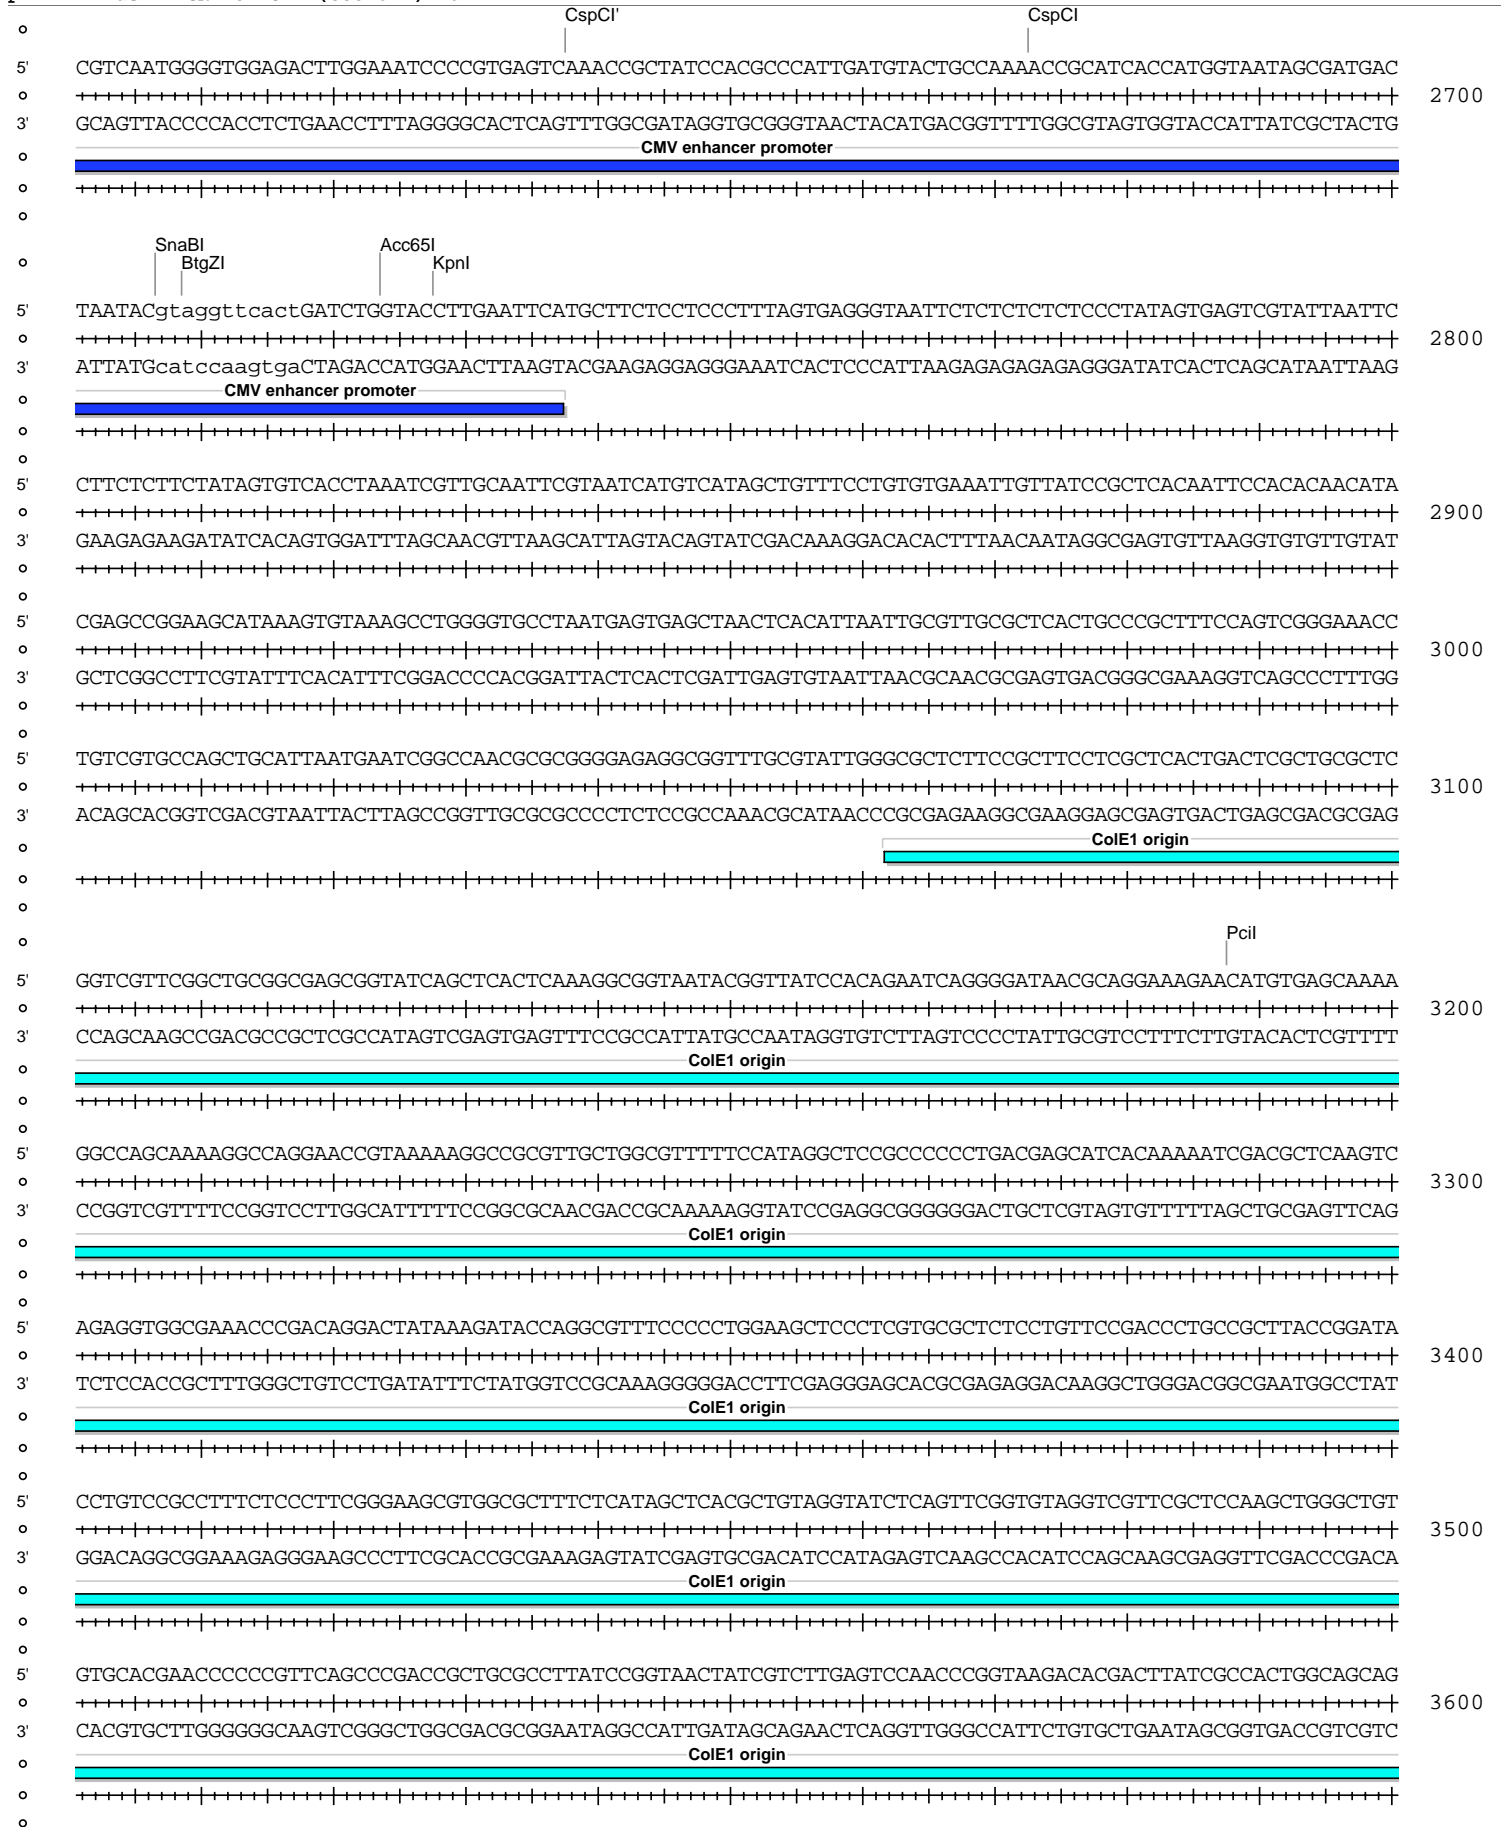 CspCI' CspCI
5' CGTCAATGGGGTGGAGACTTGGAAATCCCCGTGAGTCAAACCGCTATCCACGCCCATTGATGTACTGCCAAAACCGCATCACCATGGTAATAGCGATGAC
2700
3' GCAGTTACCCCACCTCTGAACCTTTAGGGGCACTCAGTTTGGCGATAGGTGCGGGTAACTACATGACGGTTTTGGCGTAGTGGTACCATTATCGCTACTG
CMV enhancer promoter
SnaBI Acc65I
BtgZI KpnI
5' TAATACgtaggttcactGATCTGGTACCTTGAATTCATGCTTCTCCTCCCTTTAGTGAGGGTAATTCTCTCTCTCTCCCTATAGTGAGTCGTATTAATTC
2800
3' ATTATGcatccaagtgaCTAGACCATGGAACTTAAGTACGAAGAGGAGGGAAATCACTCCCATTAAGAGAGAGAGAGGGATATCACTCAGCATAATTAAG
CMV enhancer promoter
5' CTTCTCTTCTATAGTGTCACCTAAATCGTTGCAATTCGTAATCATGTCATAGCTGTTTCCTGTGTGAAATTGTTATCCGCTCACAATTCCACACAACATA
2900
3' GAAGAGAAGATATCACAGTGGATTTAGCAACGTTAAGCATTAGTACAGTATCGACAAAGGACACACTTTAACAATAGGCGAGTGTTAAGGTGTGTTGTAT
5' CGAGCCGGAAGCATAAAGTGTAAAGCCTGGGGTGCCTAATGAGTGAGCTAACTCACATTAATTGCGTTGCGCTCACTGCCCGCTTTCCAGTCGGGAAACC
3000
3' GCTCGGCCTTCGTATTTCACATTTCGGACCCCACGGATTACTCACTCGATTGAGTGTAATTAACGCAACGCGAGTGACGGGCGAAAGGTCAGCCCTTTGG
5' TGTCGTGCCAGCTGCATTAATGAATCGGCCAACGCGCGGGGAGAGGCGGTTTGCGTATTGGGCGCTCTTCCGCTTCCTCGCTCACTGACTCGCTGCGCTC
3100
3' ACAGCACGGTCGACGTAATTACTTAGCCGGTTGCGCGCCCCTCTCCGCCAAACGCATAACCCGCGAGAAGGCGAAGGAGCGAGTGACTGAGCGACGCGAG
ColE1 origin
PciI
5' GGTCGTTCGGCTGCGGCGAGCGGTATCAGCTCACTCAAAGGCGGTAATACGGTTATCCACAGAATCAGGGGATAACGCAGGAAAGAACATGTGAGCAAAA
3200
3' CCAGCAAGCCGACGCCGCTCGCCATAGTCGAGTGAGTTTCCGCCATTATGCCAATAGGTGTCTTAGTCCCCTATTGCGTCCTTTCTTGTACACTCGTTTT
ColE1 origin
5' GGCCAGCAAAAGGCCAGGAACCGTAAAAAGGCCGCGTTGCTGGCGTTTTTCCATAGGCTCCGCCCCCCTGACGAGCATCACAAAAATCGACGCTCAAGTC
3300
3' CCGGTCGTTTTCCGGTCCTTGGCATTTTTCCGGCGCAACGACCGCAAAAAGGTATCCGAGGCGGGGGGACTGCTCGTAGTGTTTTTAGCTGCGAGTTCAG
ColE1 origin
5' AGAGGTGGCGAAACCCGACAGGACTATAAAGATACCAGGCGTTTCCCCCTGGAAGCTCCCTCGTGCGCTCTCCTGTTCCGACCCTGCCGCTTACCGGATA
3400
3' TCTCCACCGCTTTGGGCTGTCCTGATATTTCTATGGTCCGCAAAGGGGGACCTTCGAGGGAGCACGCGAGAGGACAAGGCTGGGACGGCGAATGGCCTAT
ColE1 origin
5' CCTGTCCGCCTTTCTCCCTTCGGGAAGCGTGGCGCTTTCTCATAGCTCACGCTGTAGGTATCTCAGTTCGGTGTAGGTCGTTCGCTCCAAGCTGGGCTGT
3500
3' GGACAGGCGGAAAGAGGGAAGCCCTTCGCACCGCGAAAGAGTATCGAGTGCGACATCCATAGAGTCAAGCCACATCCAGCAAGCGAGGTTCGACCCGACA
ColE1 origin
5' GTGCACGAACCCCCCGTTCAGCCCGACCGCTGCGCCTTATCCGGTAACTATCGTCTTGAGTCCAACCCGGTAAGACACGACTTATCGCCACTGGCAGCAG
3600
3' CACGTGCTTGGGGGGCAAGTCGGGCTGGCGACGCGGAATAGGCCATTGATAGCAGAACTCAGGTTGGGCCATTCTGTGCTGAATAGCGGTGACCGTCGTC
ColE1 origin